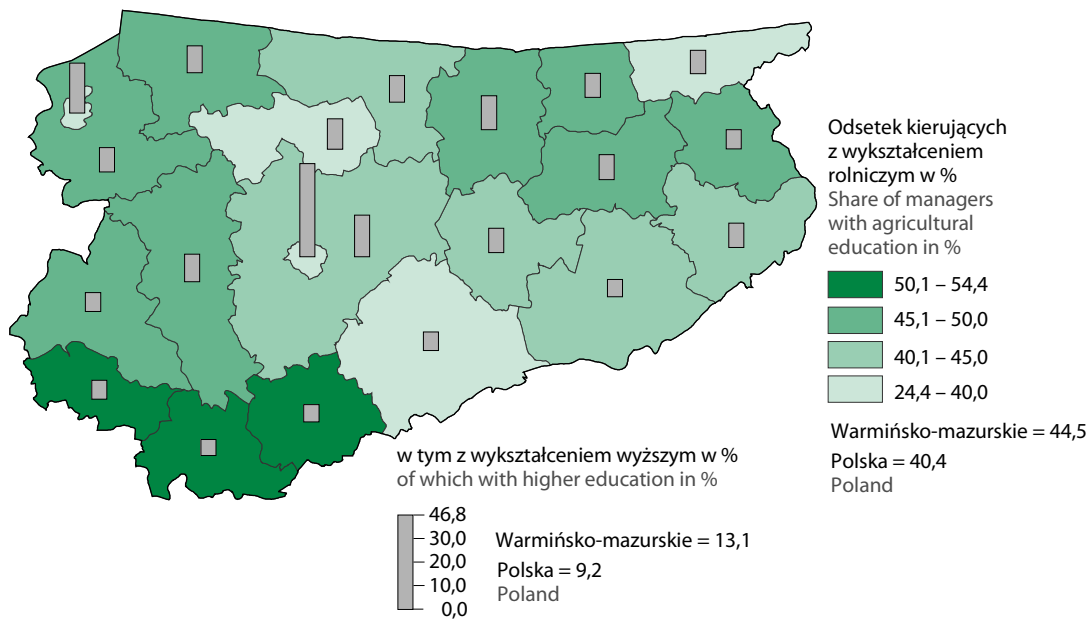 Odsetek kierujących
z wykształceniem
rolniczym w %
Share of managers
with agricultural
education in %
50,1 – 54,4
45,1 – 50,0
40,1 – 45,0
24,4 – 40,0
Warmińsko-mazurskie = 44,5
Polska = 40,4
Poland
w tym z wykształceniem wyższym w %
of which with higher education in %
46,8
30,0
20,0
10,0
0,0
Warmińsko-mazurskie = 13,1
Polska = 9,2
Poland